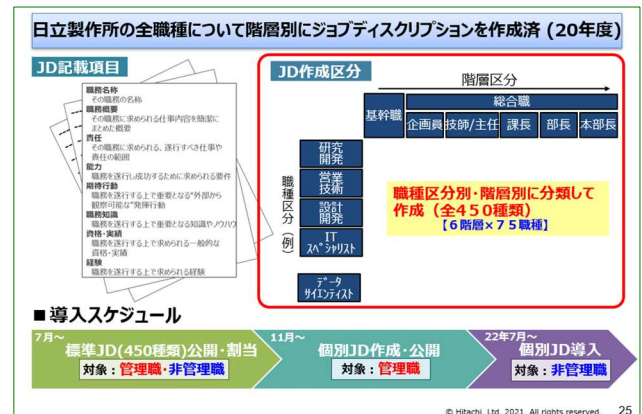 日立製作所の全職種について階層別にジョブディスクリプションを作成済 (20年度)
JD記載項目
職務名称
その職務の名称
職務概要
その職務に求められる仕事内容を簡潔に
まとめた概要
責任
その職務に求められる、遂行すべき仕事や
責任の範囲
能力
職務を遂行し成功するために求められる要件
期待行動
職務を遂行する上で重要となる“外部から
観察可能な”発揮行動
職務知識
職務を遂行する上で重要となる知識やノウハウ
資格・実績
職務を遂行する上で求められる一般的な
資格・実績
経験
職務を遂行する上で求められる経験
JD作成区分
階層区分
基幹職
総合職
企画員
技師/主任
課長
部長
本部長
職種区分(例)
研究
開発
営業
技術
設計
開発
IT
スペシャリスト
データ
サイエンティスト
職種区分別・階層別に分類して
作成(全450種類)
【6階層×75職種】
■ 導入スケジュール
7月~
標準JD(450種類)公開・割当
対象:管理職・非管理職
11月~
個別JD作成・公開
対象:管理職
22年7月~
個別JD導入
対象:非管理職
© Hitachi, Ltd. 2021. All rights reserved.
25